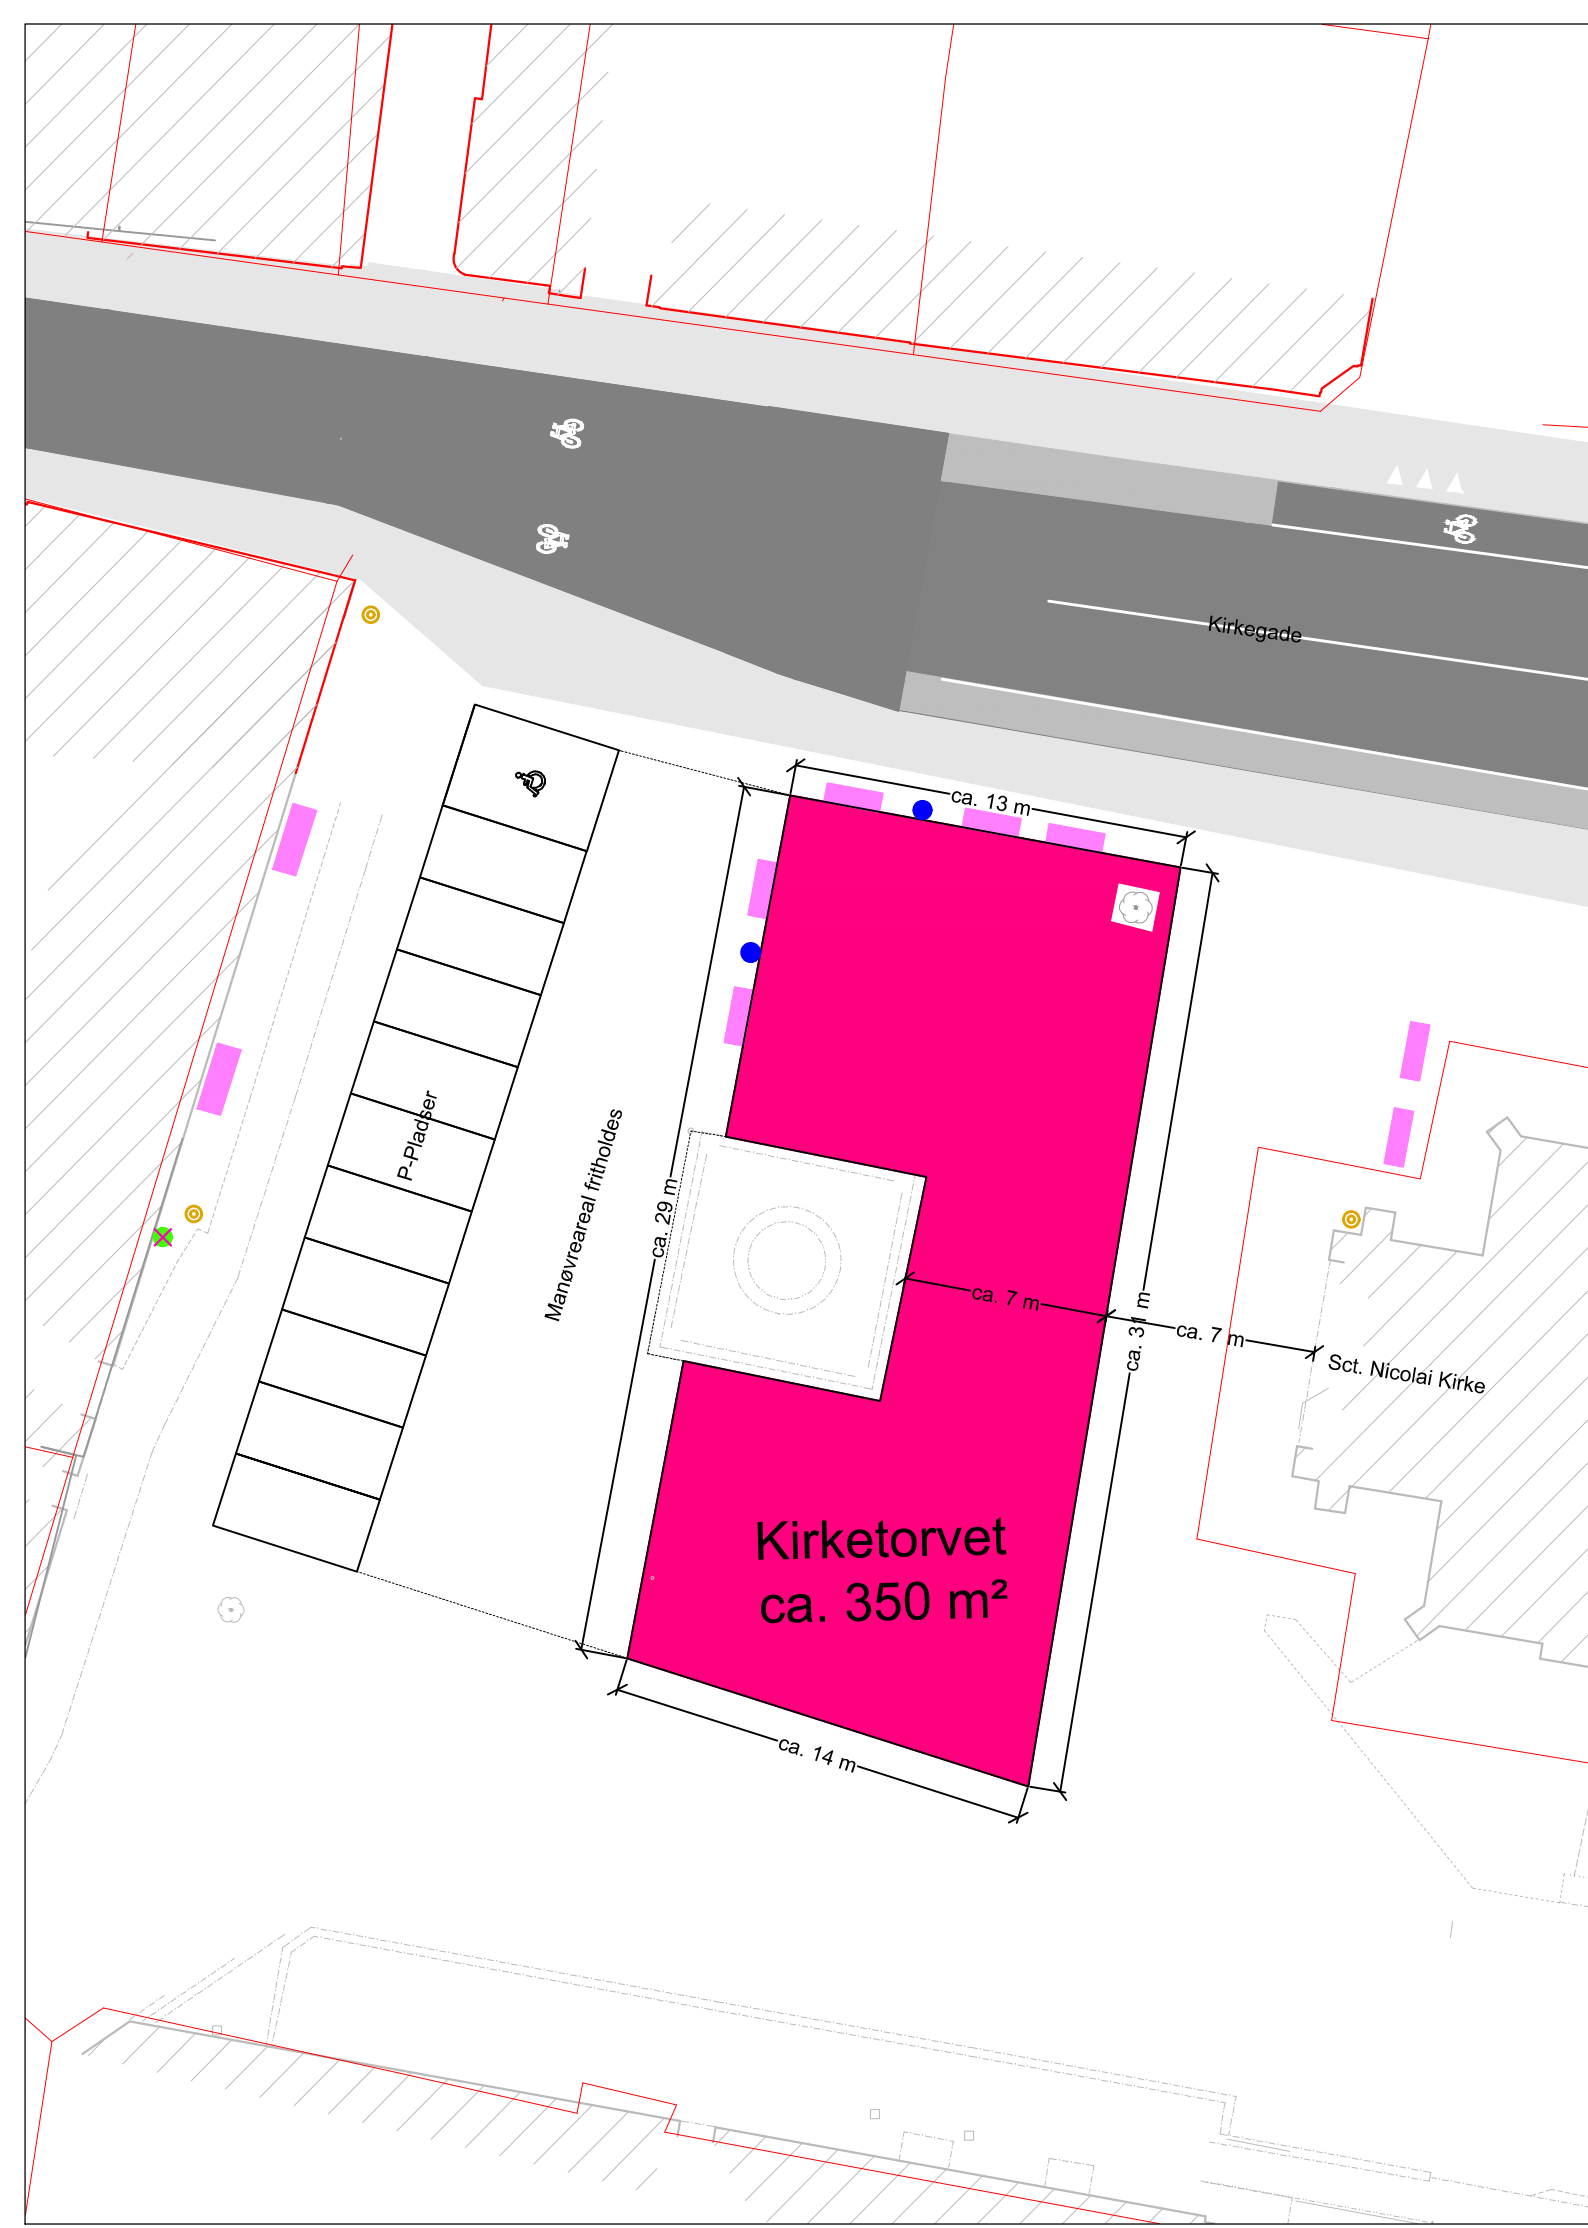 Kirkegade
ca. 13 m
P-Pladser
Manøvreareal fritholdes
ca. 29 m
ca. 7 m
ca. 31 m
ca. 7 m
Sct. Nicolai Kirke
Kirketorvet
ca. 350 m²
ca. 14 m